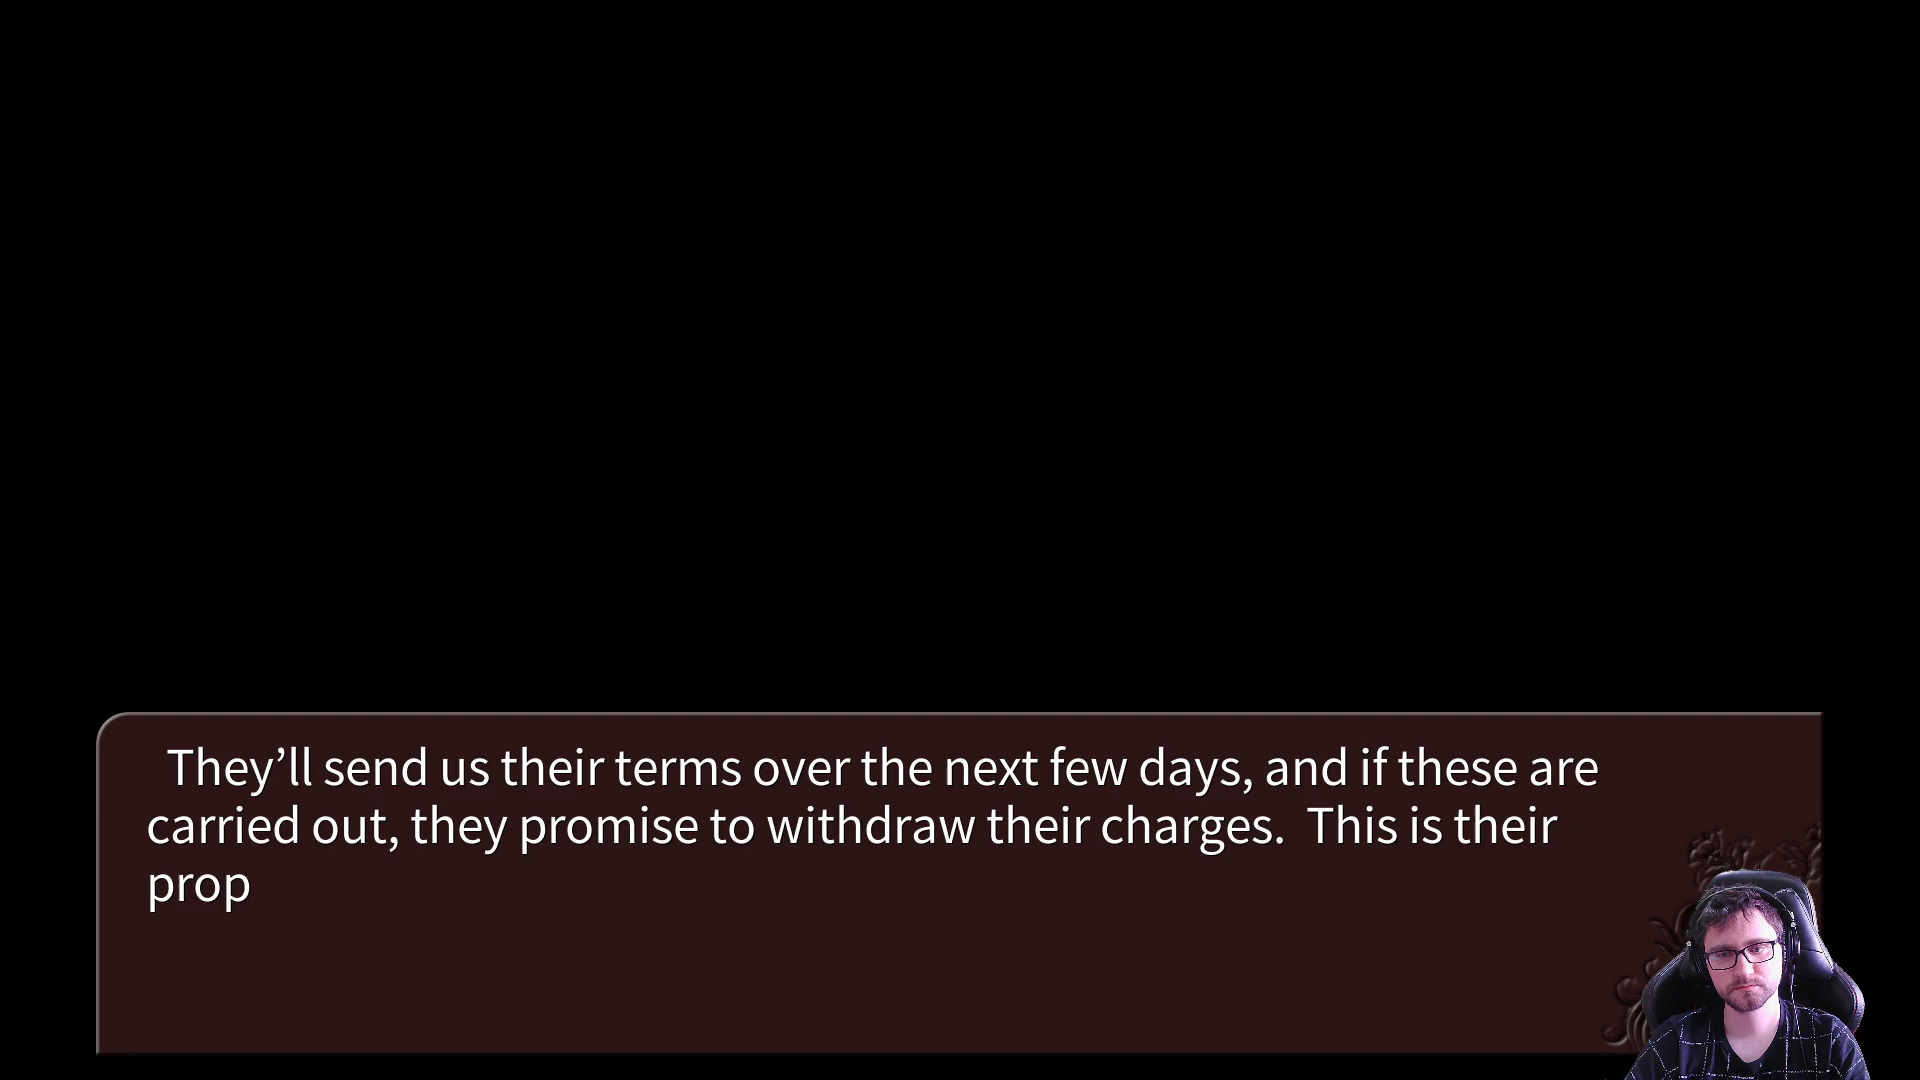 They’ll send us their terms over the next few days, and if these are
carried out, they promise to withdraw their charges.  This is their
prop